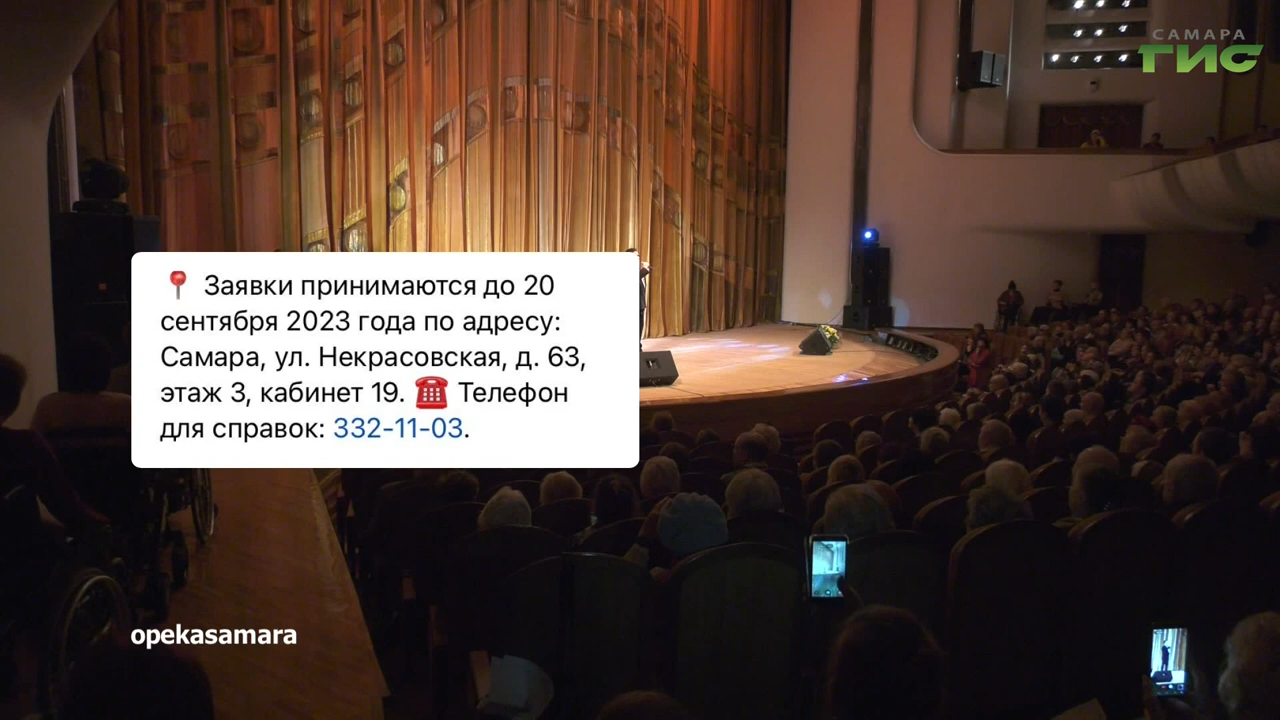 САМАРА
ГИС
📍 Заявки принимаются до 20
сентября 2023 года по адресу:
Самара, ул. Некрасовская, д. 63,
этаж 3, кабинет 19. ☎️ Телефон
для справок: 332-11-03.
opekasamara